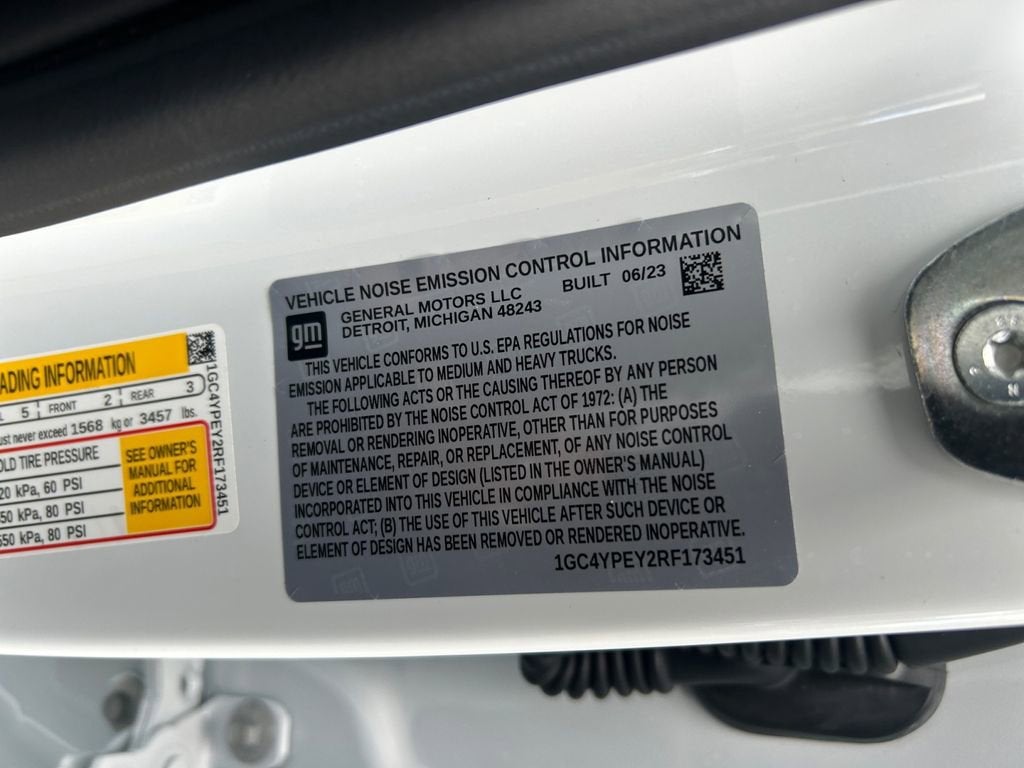 ADING INFORMATION
5 FRONT 2 REAR 3
ust never exceed 1568 kg or 3457 lbs.
OLD TIRE PRESSURE
20 kPa, 60 PSI
50 kPa, 80 PSI
550 kPa, 80 PSI
SEE OWNER'S
MANUAL FOR
ADDITIONAL
INFORMATION
1GC4YPEY2RF173451
VEHICLE NOISE EMISSION CONTROL INFORMATION
gm
GENERAL MOTORS LLC BUILT 06/23
DETROIT, MICHIGAN 48243
THIS VEHICLE CONFORMS TO U.S. EPA REGULATIONS FOR NOISE
EMISSION APPLICABLE TO MEDIUM AND HEAVY TRUCKS.
THE FOLLOWING ACTS OR THE CAUSING THEREOF BY ANY PERSON
ARE PROHIBITED BY THE NOISE CONTROL ACT OF 1972: (A) THE
REMOVAL OR RENDERING INOPERATIVE, OTHER THAN FOR PURPOSES
OF MAINTENANCE, REPAIR, OR REPLACEMENT, OF ANY NOISE CONTROL
DEVICE OR ELEMENT OF DESIGN (LISTED IN THE OWNER'S MANUAL)
INCORPORATED INTO THIS VEHICLE IN COMPLIANCE WITH THE NOISE
CONTROL ACT; (B) THE USE OF THIS VEHICLE AFTER SUCH DEVICE OR
ELEMENT OF DESIGN HAS BEEN REMOVED OR RENDERED INOPERATIVE.
1GC4YPEY2RF173451